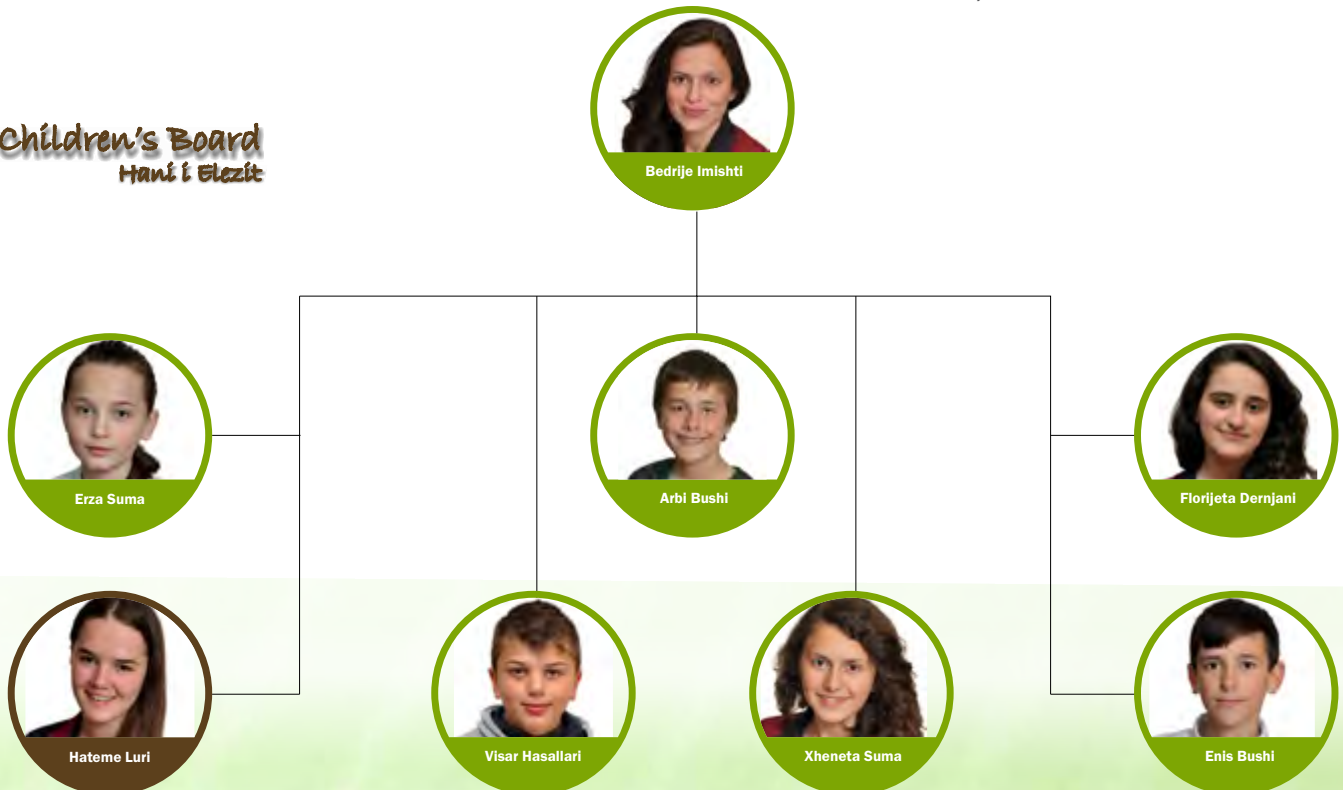 Children's Board
Hani i Elezit
Bedrije Imishti
Erza Suma
Arbi Bushi
Florijeta Dernjani
Hateme Luri
Visar Hasallari
Xheneta Suma
Enis Bushi